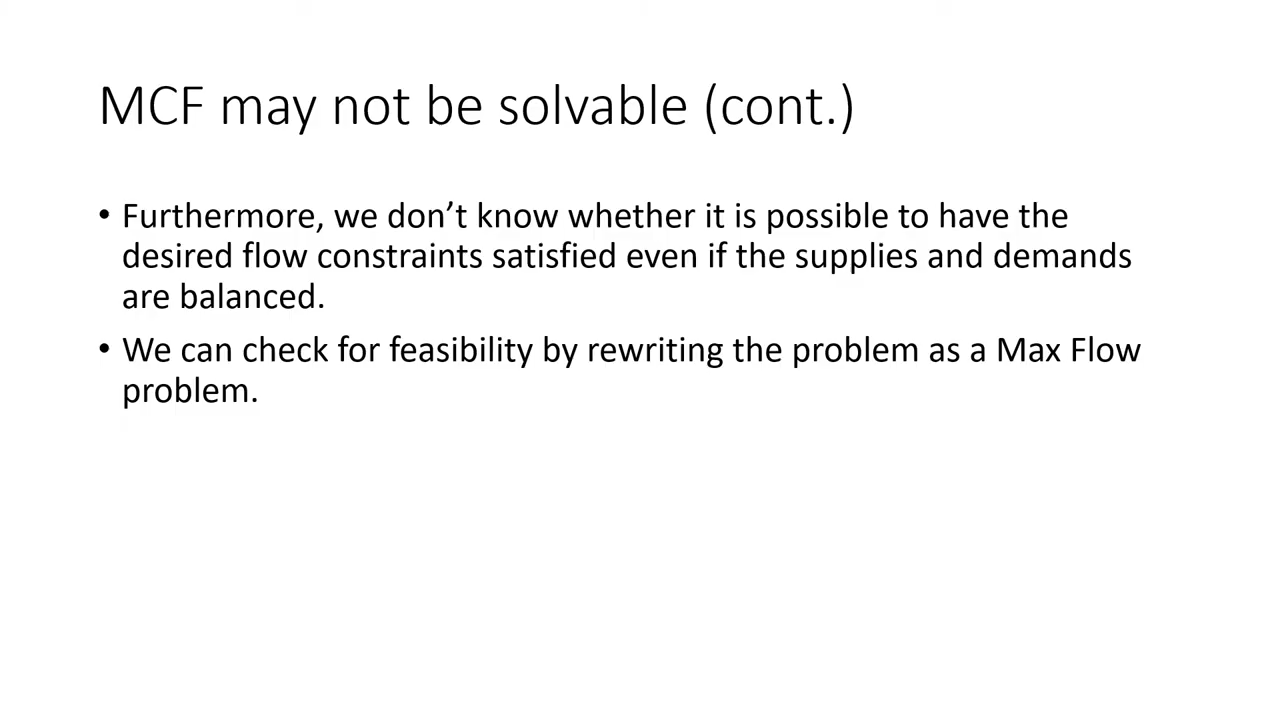 MCF may not be solvable (cont.)
• Furthermore, we don’t know whether it is possible to have the
desired flow constraints satisfied even if the supplies and demands
are balanced.
• We can check for feasibility by rewriting the problem as a Max Flow
problem.